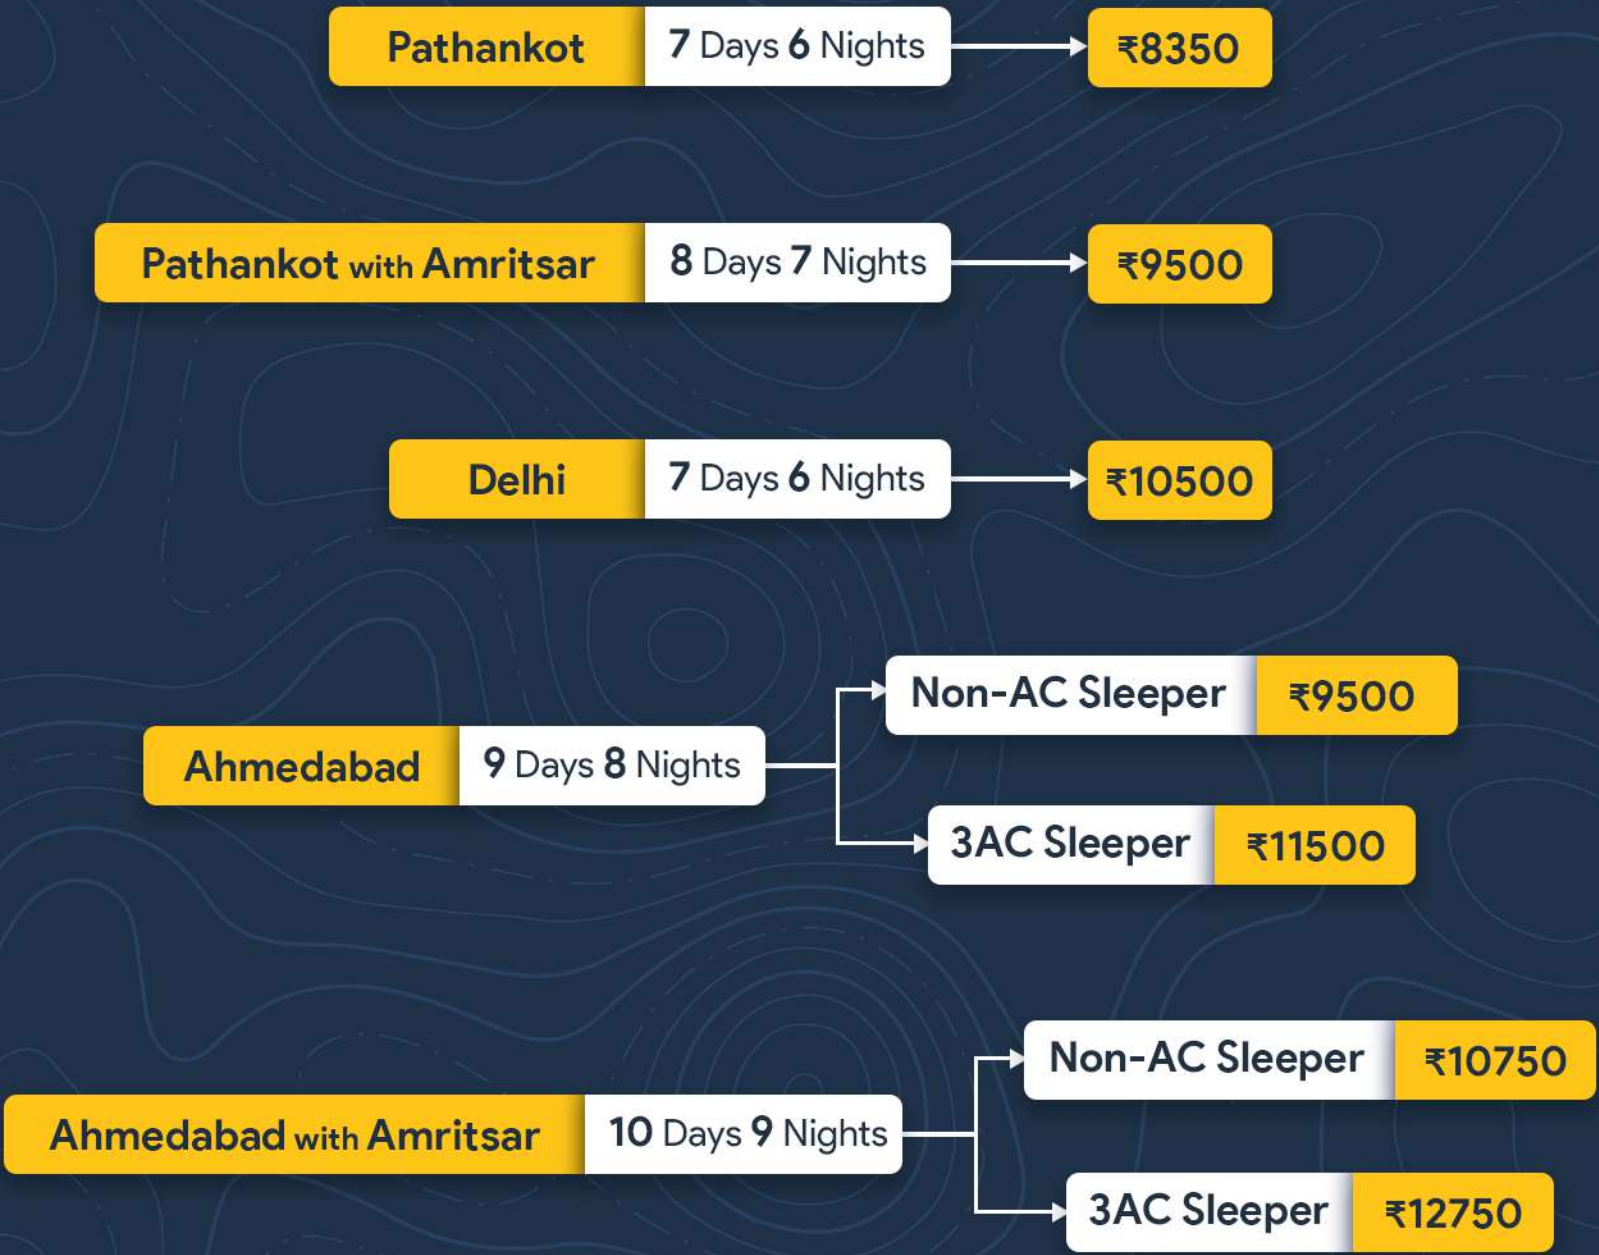 Pathankot 7 Days 6 Nights ₹8350
Pathankot with Amritsar 8 Days 7 Nights ₹9500
Delhi 7 Days 6 Nights ₹10500
Non-AC Sleeper ₹9500
Ahmedabad 9 Days 8 Nights
3AC Sleeper ₹11500
Non-AC Sleeper ₹10750
Ahmedabad with Amritsar 10 Days 9 Nights
3AC Sleeper ₹12750